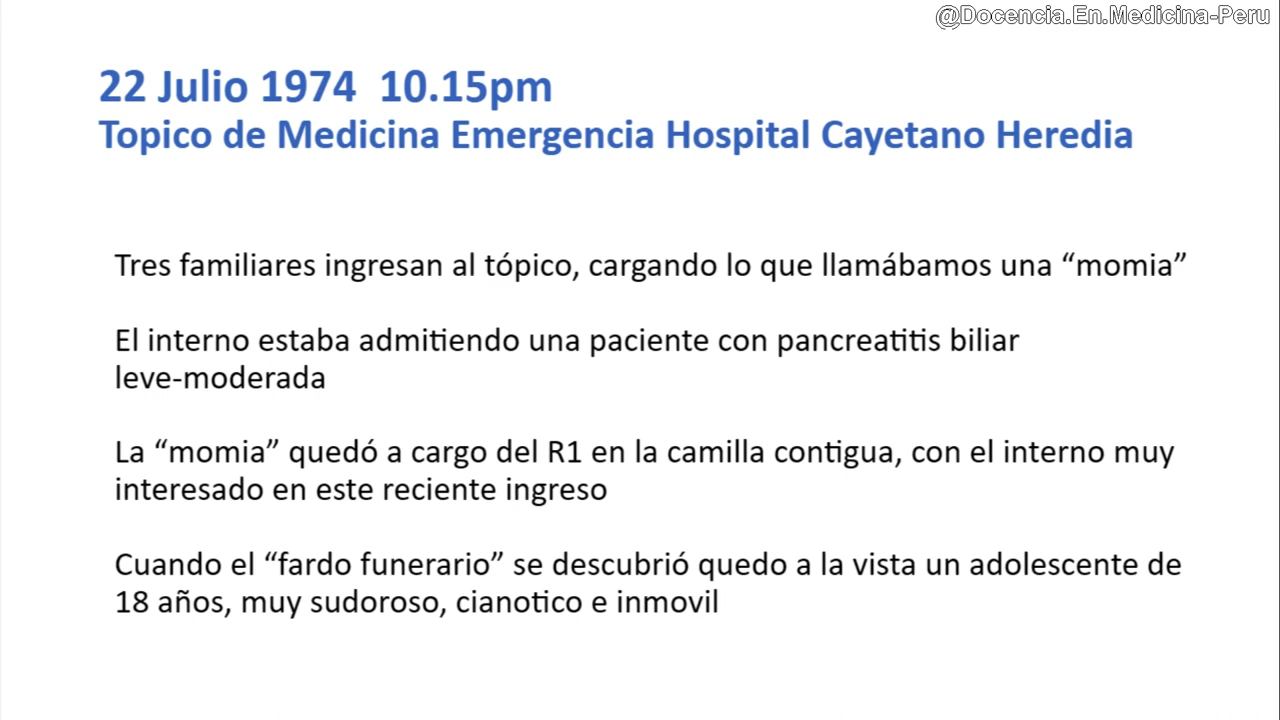 @Docencia.En.Medicina-Peru
22 Julio 1974 10.15pm
Topico de Medicina Emergencia Hospital Cayetano Heredia
Tres familiares ingresan al tópico, cargando lo que llamábamos una “momia”
El interno estaba admitiendo una paciente con pancreatitis biliar
leve-moderada
La “momia” quedó a cargo del R1 en la camilla contigua, con el interno muy
interesado en este reciente ingreso
Cuando el “fardo funerario” se descubrió quedo a la vista un adolescente de
18 años, muy sudoroso, cianotico e inmovil